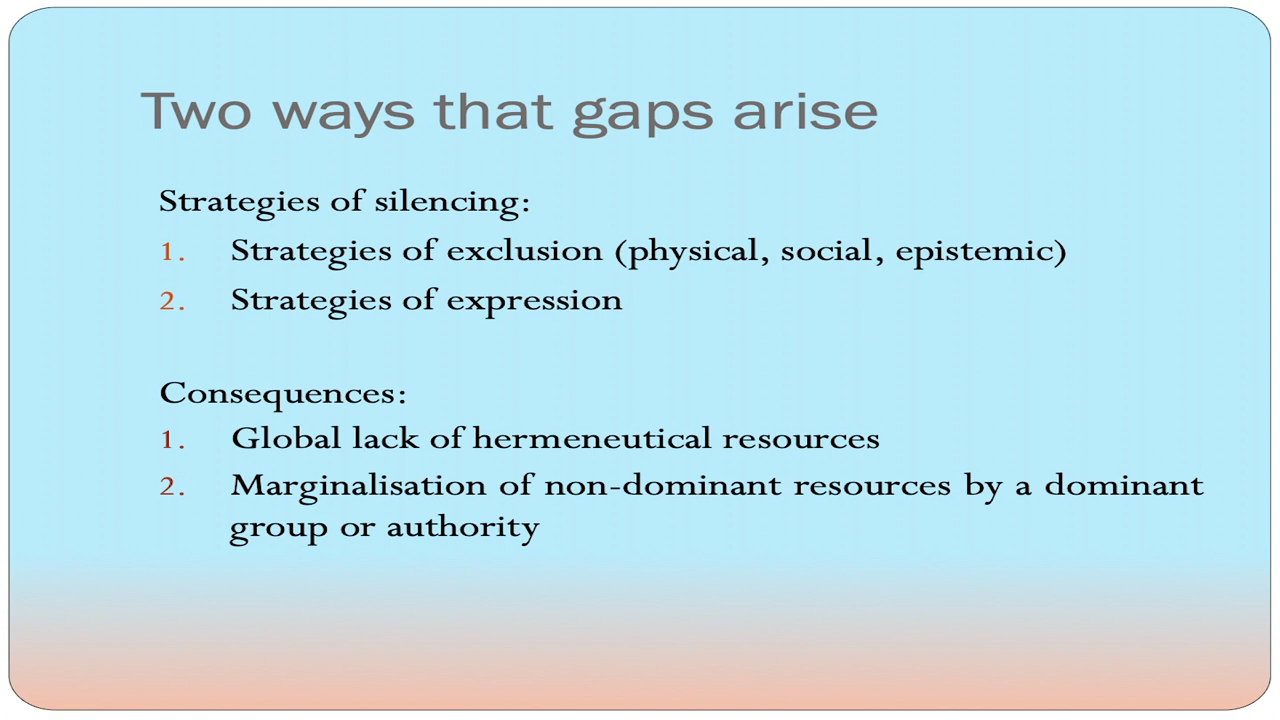 Two ways that gaps arise
Strategies of silencing:
1. Strategies of exclusion (physical, social, epistemic)
2. Strategies of expression
Consequences:
1. Global lack of hermeneutical resources
2. Marginalisation of non-dominant resources by a dominant
group or authority